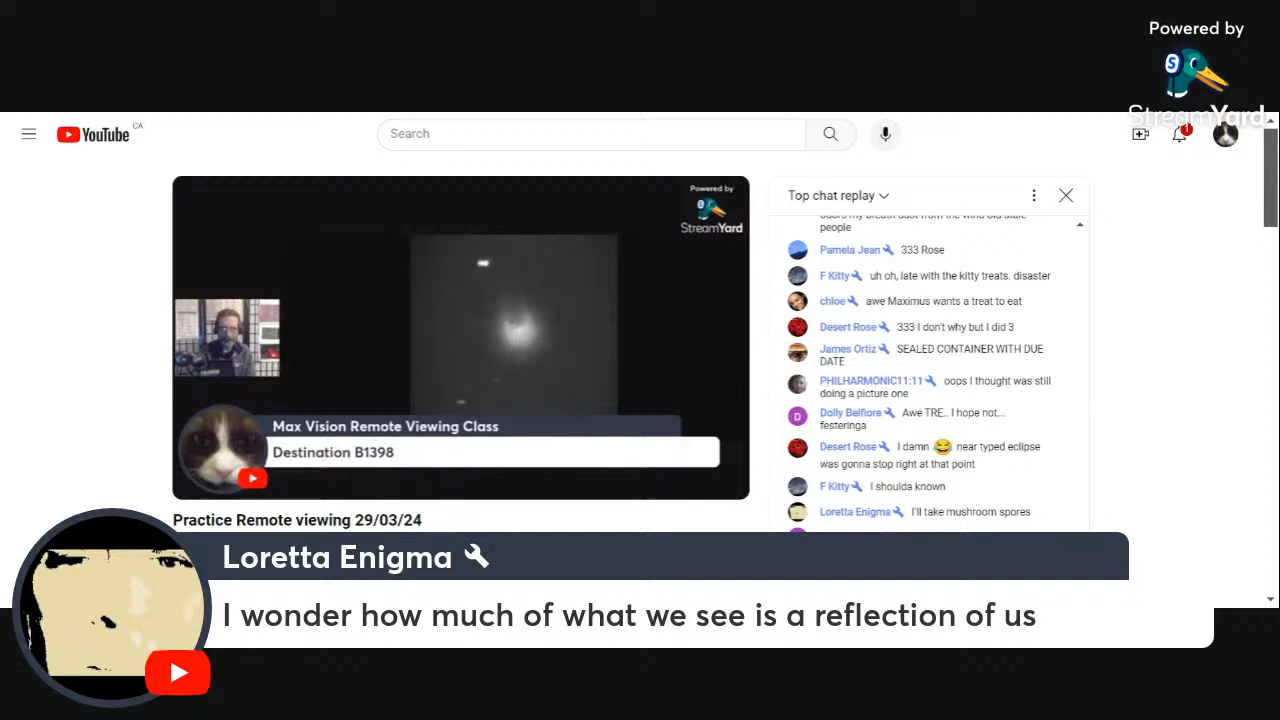 Powered by
StreamYard
YouTube CA
Search
1
Powered by
StreamYard
Max Vision Remote Viewing Class
Destination B1398
Practice Remote viewing 29/03/24
Top chat replay
people
Pamela Jean 333 Rose
F Kitty uh oh, late with the kitty treats. disaster
chloe awe Maximus wants a treat to eat
Desert Rose 333 I don't why but I did 3
James Ortiz SEALED CONTAINER WITH DUE
DATE
PHILHARMONIC11:11 oops I thought was still
doing a picture one
D
Dolly Belfiore Awe TRE.. I hope not...
festeringa
Desert Rose I damn 😂 near typed eclipse
was gonna stop right at that point
F Kitty I shoulda known
Loretta Enigma I'll take mushroom spores
Loretta Enigma
I wonder how much of what we see is a reflection of us